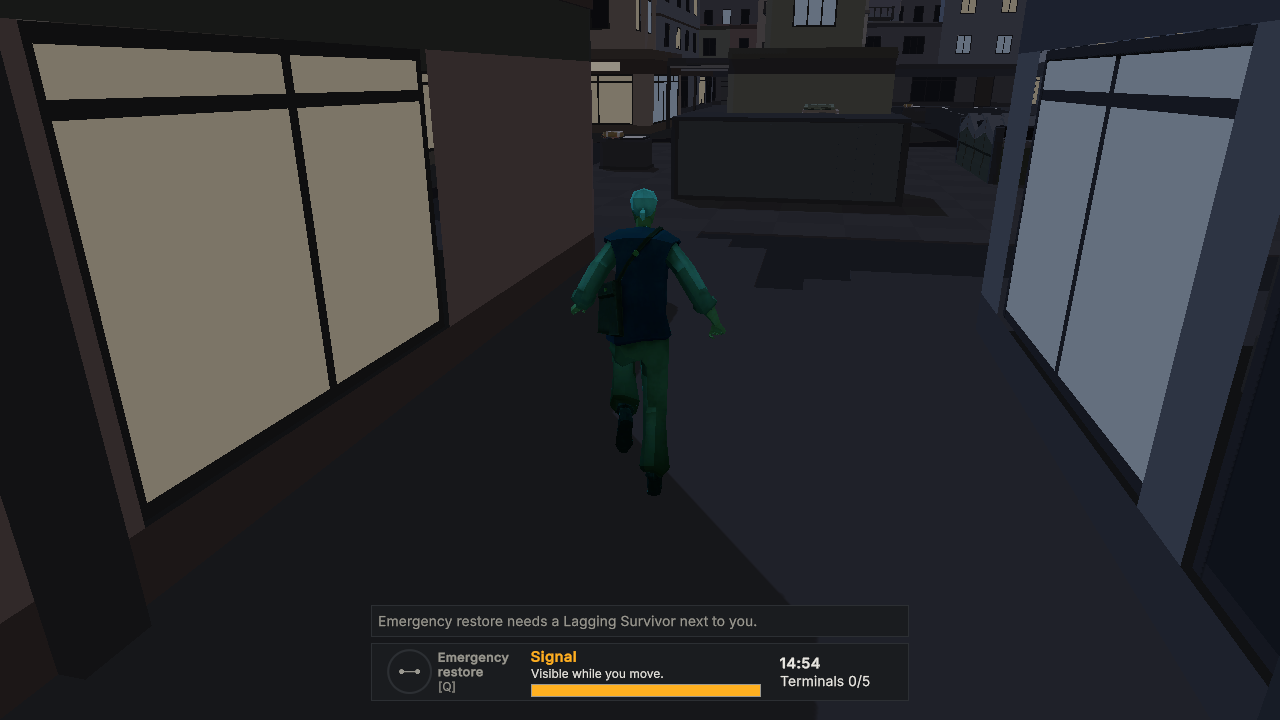 Emergency restore needs a Lagging Survivor next to you.
Emergency
restore
[Q]
Signal
Visible while you move.
14:54
Terminals 0/5